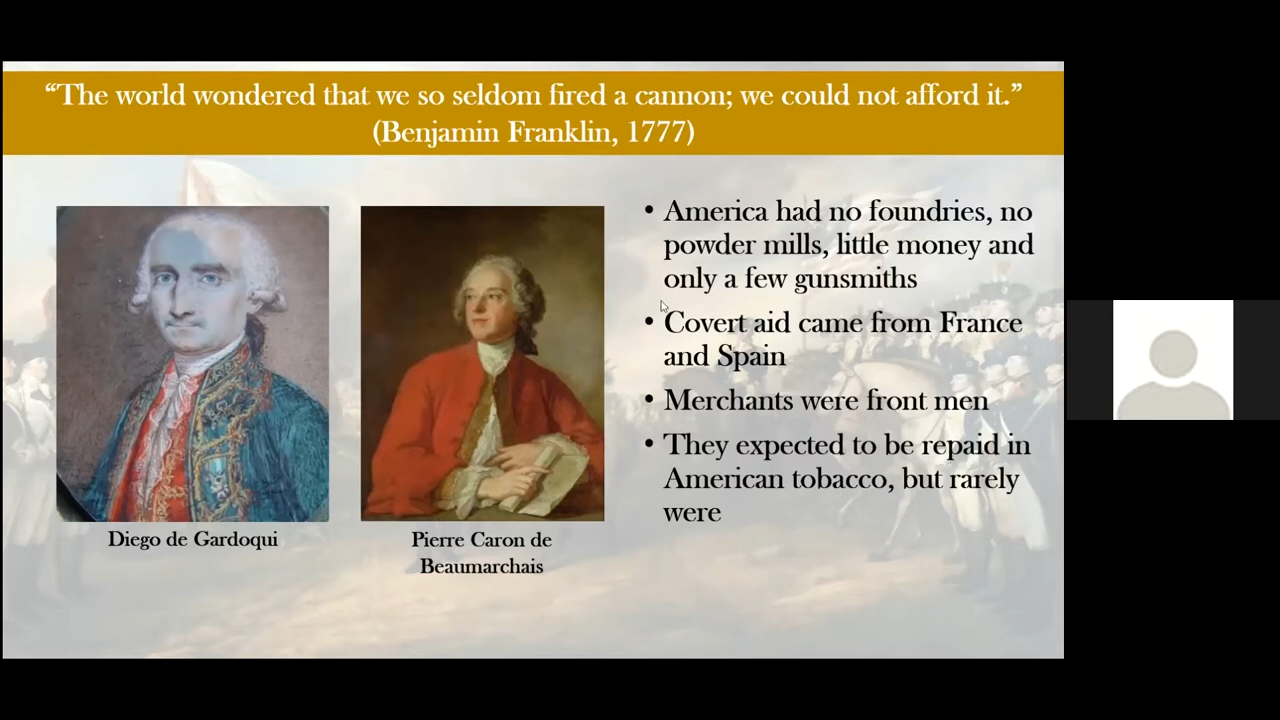 “The world wondered that we so seldom fired a cannon; we could not afford it.”
(Benjamin Franklin, 1777)
• America had no foundries, no
powder mills, little money and
only a few gunsmiths
• Covert aid came from France
and Spain
• Merchants were front men
• They expected to be repaid in
American tobacco, but rarely
were
Diego de Gardoqui
Pierre Caron de
Beaumarchais